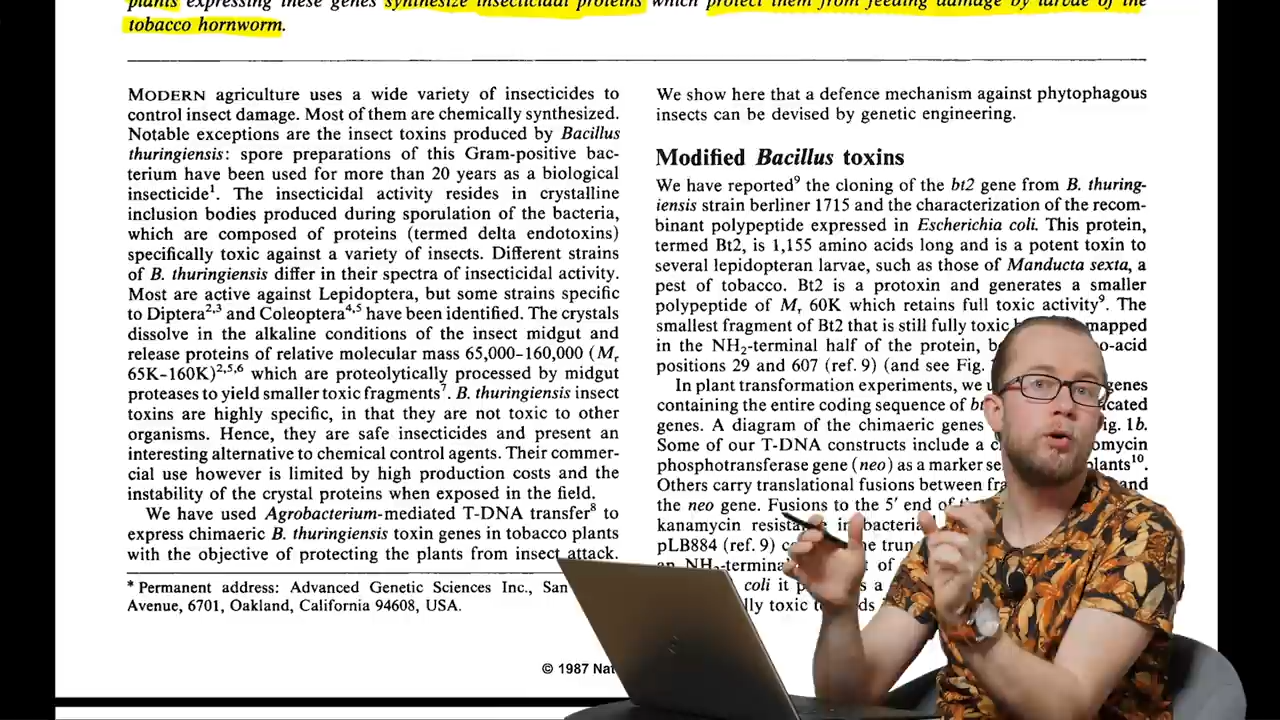 plants expressing these genes synthesize insecticidal proteins which protect them from feeding damage by larvae of the
tobacco hornworm.
MODERN agriculture uses a wide variety of insecticides to
control insect damage. Most of them are chemically synthesized.
Notable exceptions are the insect toxins produced by Bacillus
thuringiensis: spore preparations of this Gram-positive bac-
terium have been used for more than 20 years as a biological
insecticide¹. The insecticidal activity resides in crystalline
inclusion bodies produced during sporulation of the bacteria,
which are composed of proteins (termed delta endotoxins)
specifically toxic against a variety of insects. Different strains
of B. thuringiensis differ in their spectra of insecticidal activity.
Most are active against Lepidoptera, but some strains specific
to Diptera²,³ and Coleoptera⁴,⁵ have been identified. The crystals
dissolve in the alkaline conditions of the insect midgut and
release proteins of relative molecular mass 65,000-160,000 (Mr
65K-160K)²,⁵,⁶ which are proteolytically processed by midgut
proteases to yield smaller toxic fragments⁷. B. thuringiensis insect
toxins are highly specific, in that they are not toxic to other
organisms. Hence, they are safe insecticides and present an
interesting alternative to chemical control agents. Their commer-
cial use however is limited by high production costs and the
instability of the crystal proteins when exposed in the field.
We have used Agrobacterium-mediated T-DNA transfer⁸ to
express chimaeric B. thuringiensis toxin genes in tobacco plants
with the objective of protecting the plants from insect attack.
* Permanent address: Advanced Genetic Sciences Inc., San
Avenue, 6701, Oakland, California 94608, USA.
We show here that a defence mechanism against phytophagous
insects can be devised by genetic engineering.
Modified Bacillus toxins
We have reported⁹ the cloning of the bt2 gene from B. thuring-
iensis strain berliner 1715 and the characterization of the recom-
binant polypeptide expressed in Escherichia coli. This protein,
termed Bt2, is 1,155 amino acids long and is a potent toxin to
several lepidopteran larvae, such as those of Manducta sexta, a
pest of tobacco. Bt2 is a protoxin and generates a smaller
polypeptide of Mr 60K which retains full toxic activity⁹. The
smallest fragment of Bt2 that is still fully toxic mapped
in the NH₂-terminal half of the protein, o-acid
positions 29 and 607 (ref. 9) (and see Fig.
In plant transformation experiments, we genes
containing the entire coding sequence of cated
genes. A diagram of the chimaeric genes ig. 1b.
Some of our T-DNA constructs include a omycin
phosphotransferase gene (neo) as a marker plants¹⁰.
Others carry translational fusions between and
the neo gene. Fusions to the 5′ end of
kanamycin in bacteria
pLB884 (ref. 9)
an of
coli it a
toxic
© 1987